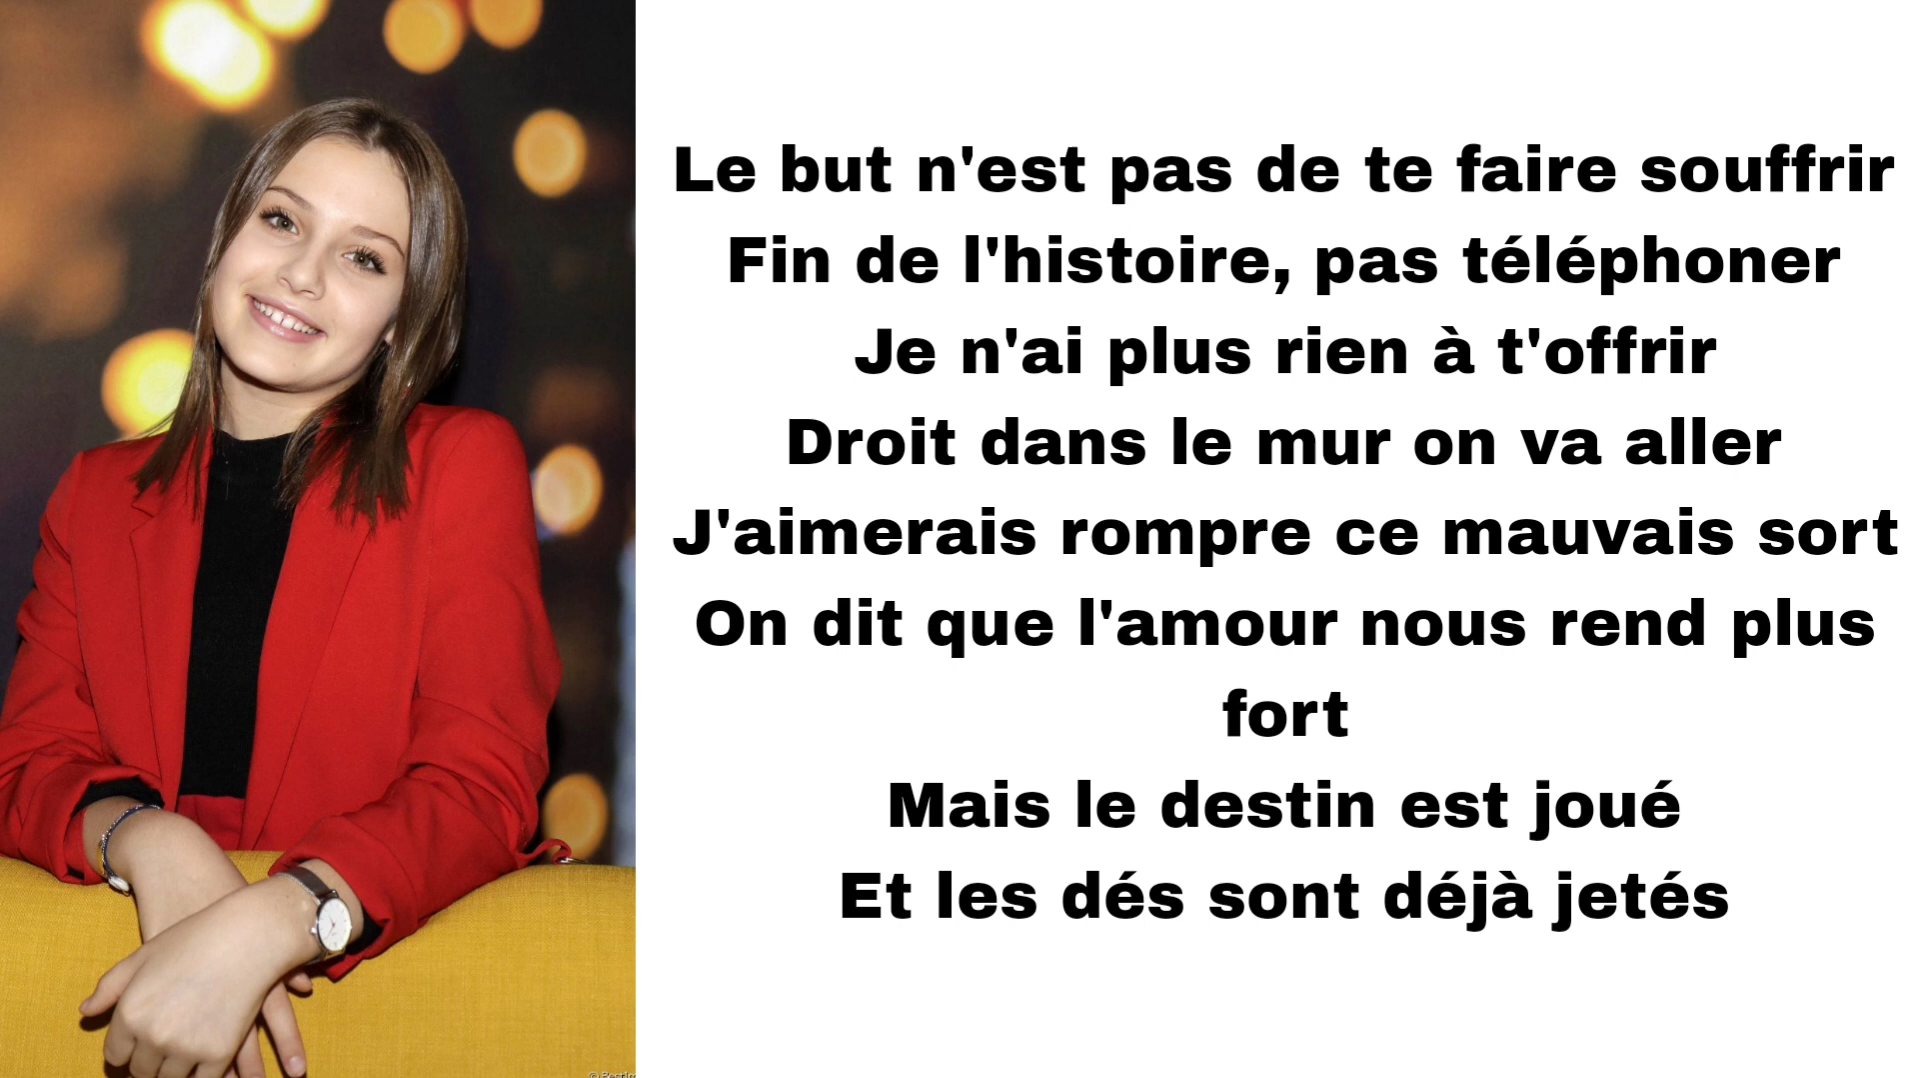 Le but n'est pas de te faire souffrir
Fin de l'histoire, pas téléphoner
Je n'ai plus rien à t'offrir
Droit dans le mur on va aller
J'aimerais rompre ce mauvais sort
On dit que l'amour nous rend plus
fort
Mais le destin est joué
Et les dés sont déjà jetés